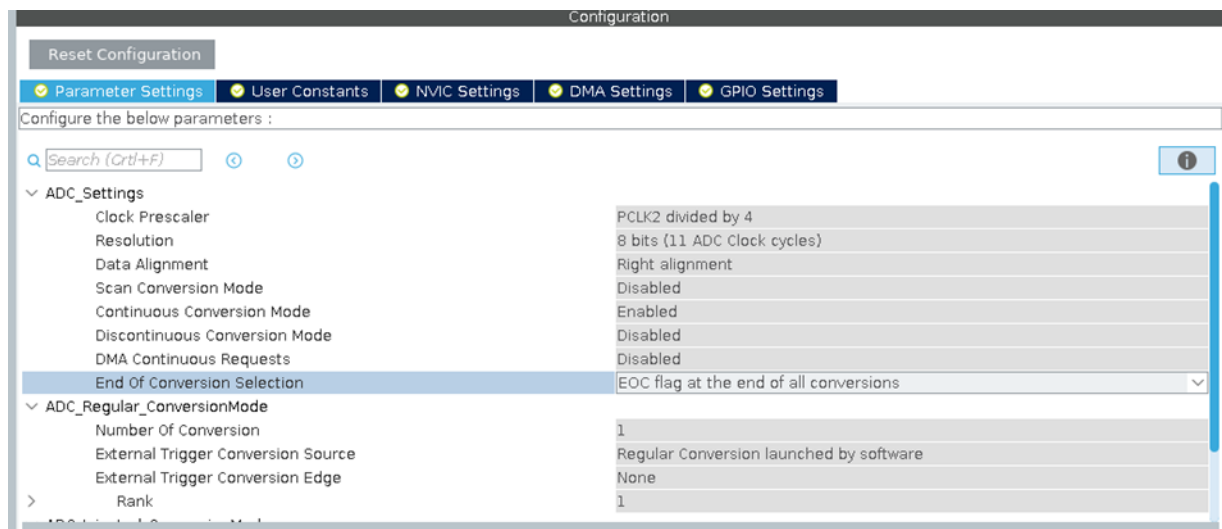 Configuration
Reset Configuration
Parameter Settings User Constants NVIC Settings DMA Settings GPIO Settings
Configure the below parameters :
Search (Crtl+F)
ADC_Settings
Clock Prescaler PCLK2 divided by 4
Resolution 8 bits (11 ADC Clock cycles)
Data Alignment Right alignment
Scan Conversion Mode Disabled
Continuous Conversion Mode Enabled
Discontinuous Conversion Mode Disabled
DMA Continuous Requests Disabled
End Of Conversion Selection EOC flag at the end of all conversions
ADC_Regular_ConversionMode
Number Of Conversion 1
External Trigger Conversion Source Regular Conversion launched by software
External Trigger Conversion Edge None
Rank 1